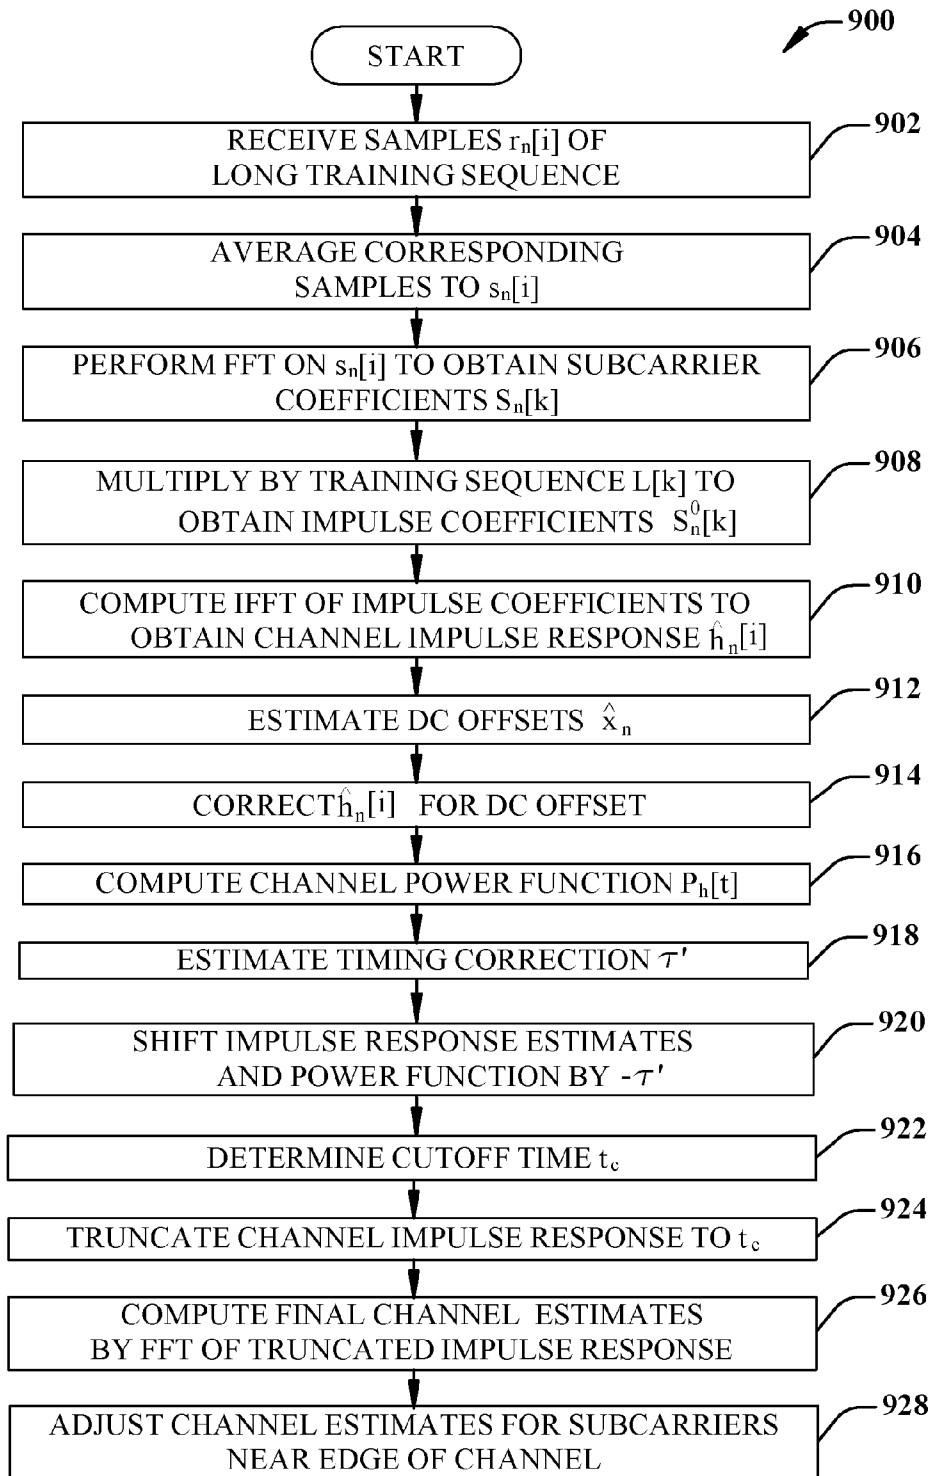 900
START
902
RECEIVE SAMPLES rₙ[i] OF
LONG TRAINING SEQUENCE
904
AVERAGE CORRESPONDING
SAMPLES TO sₙ[i]
906
PERFORM FFT ON sₙ[i] TO OBTAIN SUBCARRIER
COEFFICIENTS Sₙ[k]
908
MULTIPLY BY TRAINING SEQUENCE L[k] TO
OBTAIN IMPULSE COEFFICIENTS Sₙ⁰[k]
910
COMPUTE IFFT OF IMPULSE COEFFICIENTS TO
OBTAIN CHANNEL IMPULSE RESPONSE ĥₙ[i]
912
ESTIMATE DC OFFSETS x̂ₙ
914
CORRECT ĥₙ[i] FOR DC OFFSET
916
COMPUTE CHANNEL POWER FUNCTION Pₕ[t]
918
ESTIMATE TIMING CORRECTION τ'
920
SHIFT IMPULSE RESPONSE ESTIMATES
AND POWER FUNCTION BY -τ'
922
DETERMINE CUTOFF TIME t_c
924
TRUNCATE CHANNEL IMPULSE RESPONSE TO t_c
926
COMPUTE FINAL CHANNEL ESTIMATES
BY FFT OF TRUNCATED IMPULSE RESPONSE
928
ADJUST CHANNEL ESTIMATES FOR SUBCARRIERS
NEAR EDGE OF CHANNEL